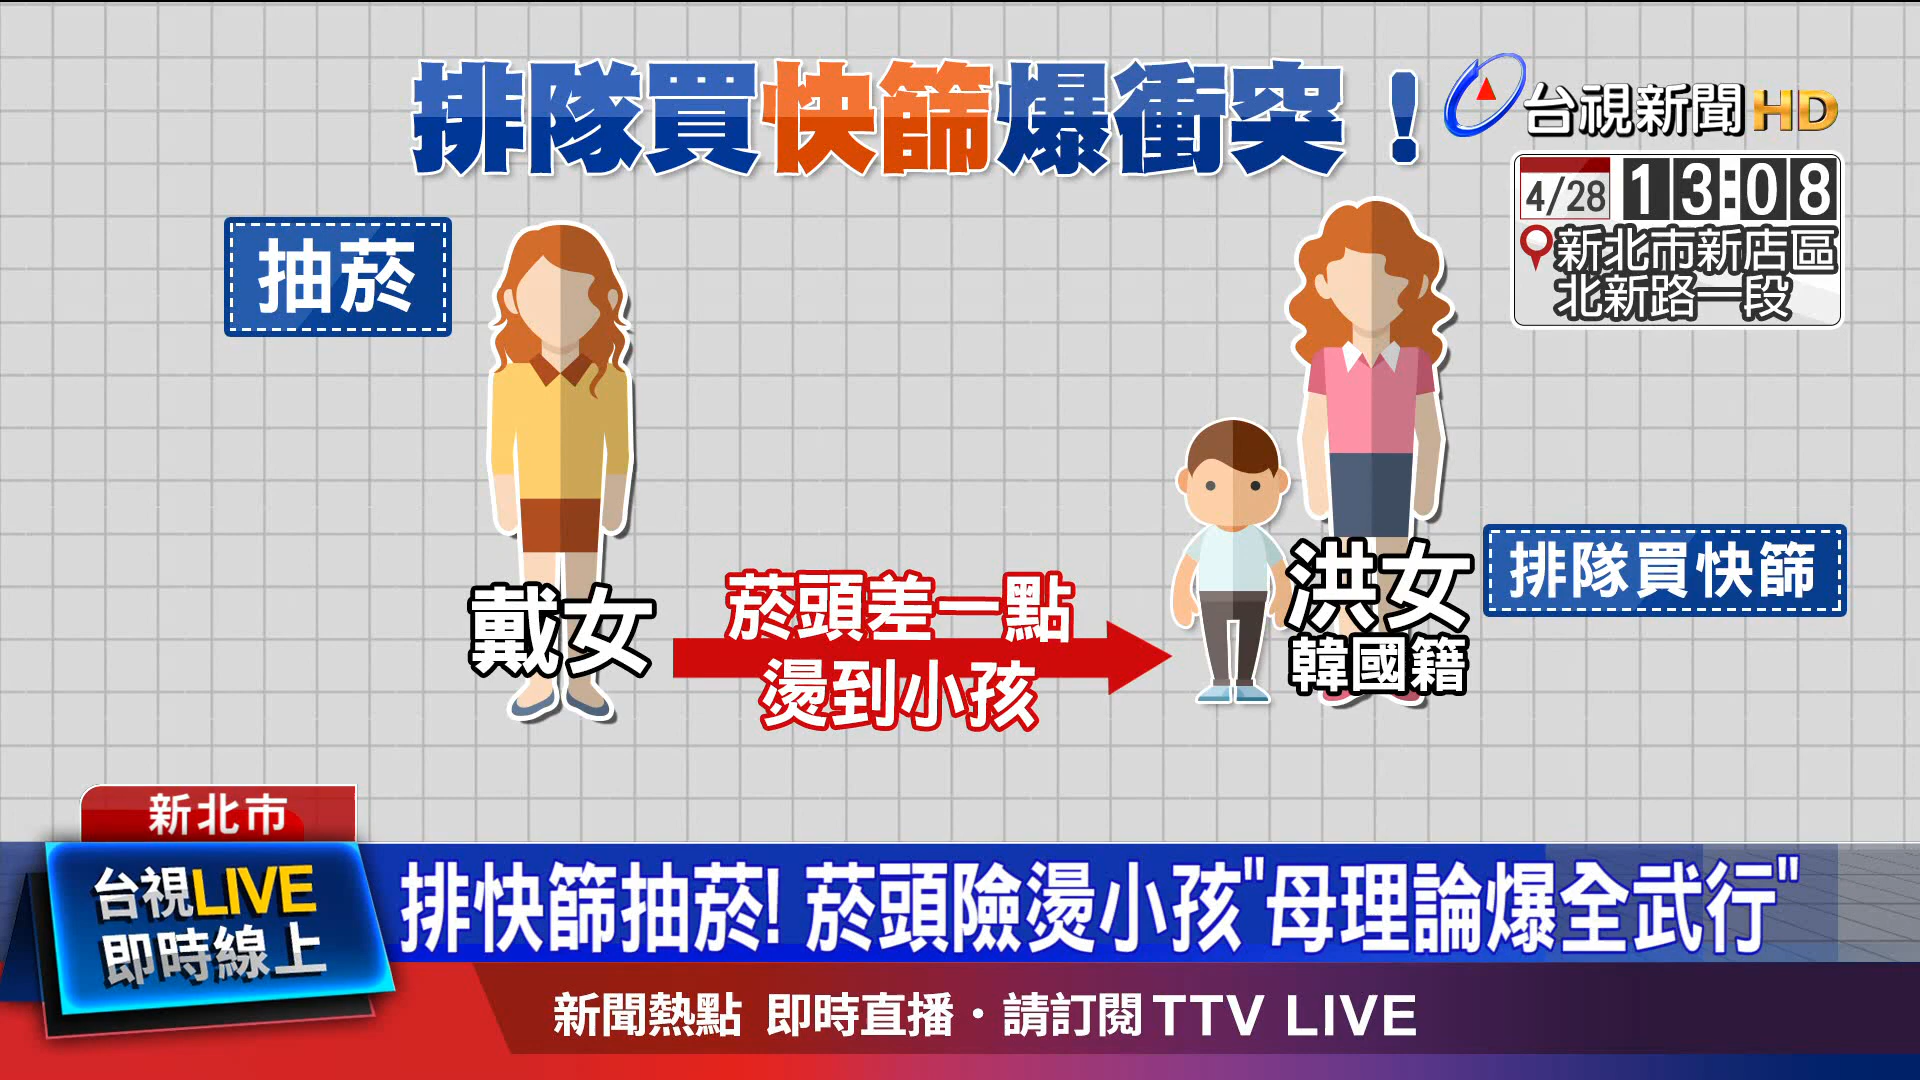 排隊買快篩爆衝突！
台視新聞HD
4/28 13:08
新北市新店區
北新路一段
抽菸
戴女
菸頭差一點
燙到小孩
洪女
韓國籍
排隊買快篩
新北市
台視LIVE
即時線上
排快篩抽菸! 菸頭險燙小孩"母理論爆全武行"
新聞熱點 即時直播・請訂閱TTV LIVE